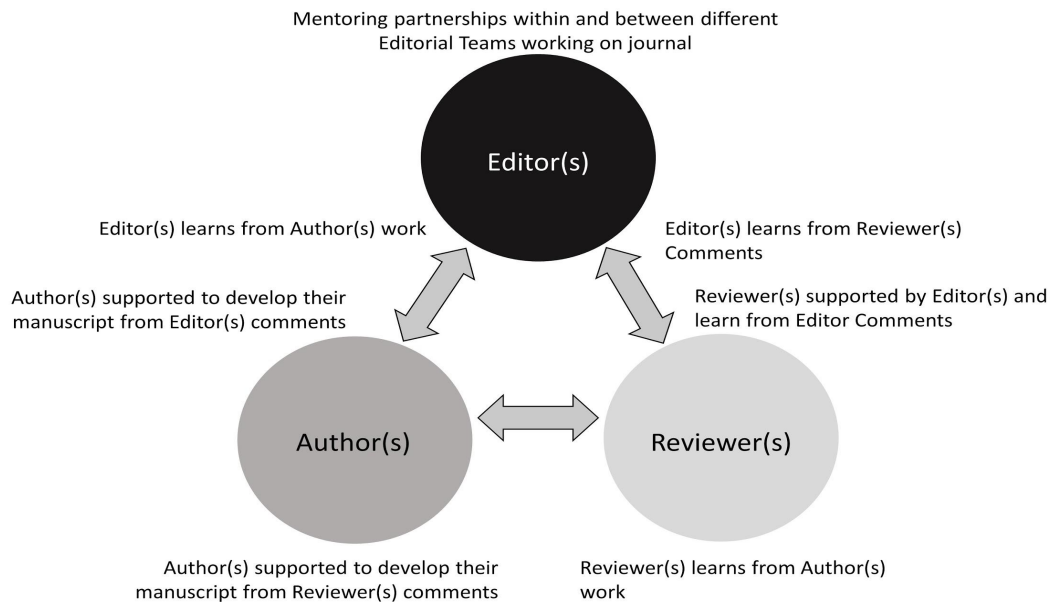 Mentoring partnerships within and between different
Editorial Teams working on journal
Editor(s)
Editor(s) learns from Author(s) work
Editor(s) learns from Reviewer(s)
Comments
Author(s) supported to develop their
manuscript from Editor(s) comments
Reviewer(s) supported by Editor(s) and
learn from Editor Comments
Author(s)
Reviewer(s)
Author(s) supported to develop their
manuscript from Reviewer(s) comments
Reviewer(s) learns from Author(s)
work